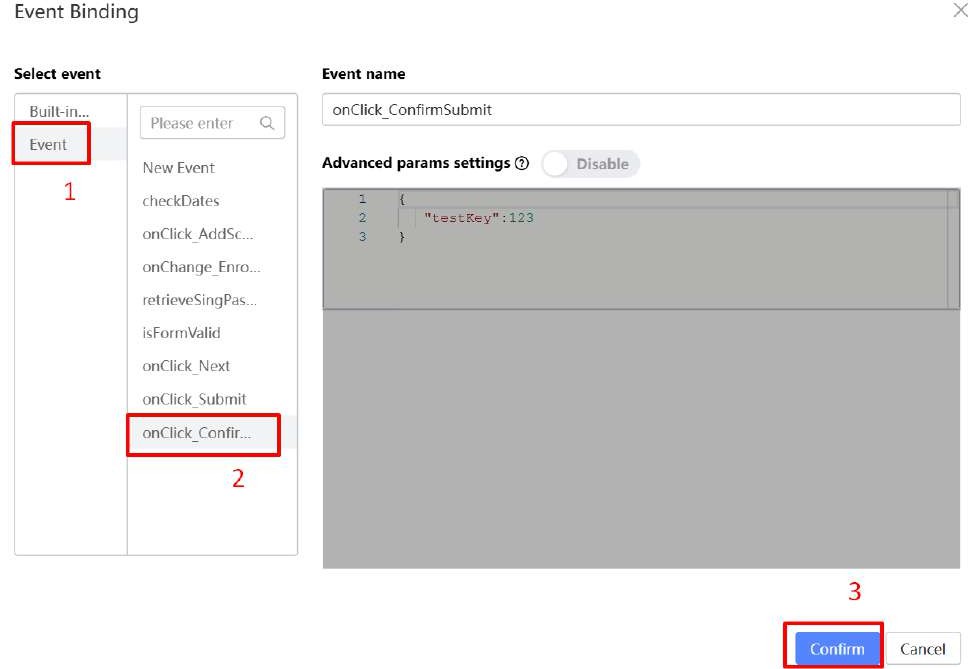 Event Binding
Select event
Built-in...
Event
1
Please enter
New Event
checkDates
onClick_AddSc...
onChange_Enro...
retrieveSingPas...
isFormValid
onClick_Next
onClick_Submit
onClick_Confir...
2
Event name
onClick_ConfirmSubmit
Advanced params settings ? Disable
1 {
2 "testKey":123
3 }
3
Confirm Cancel